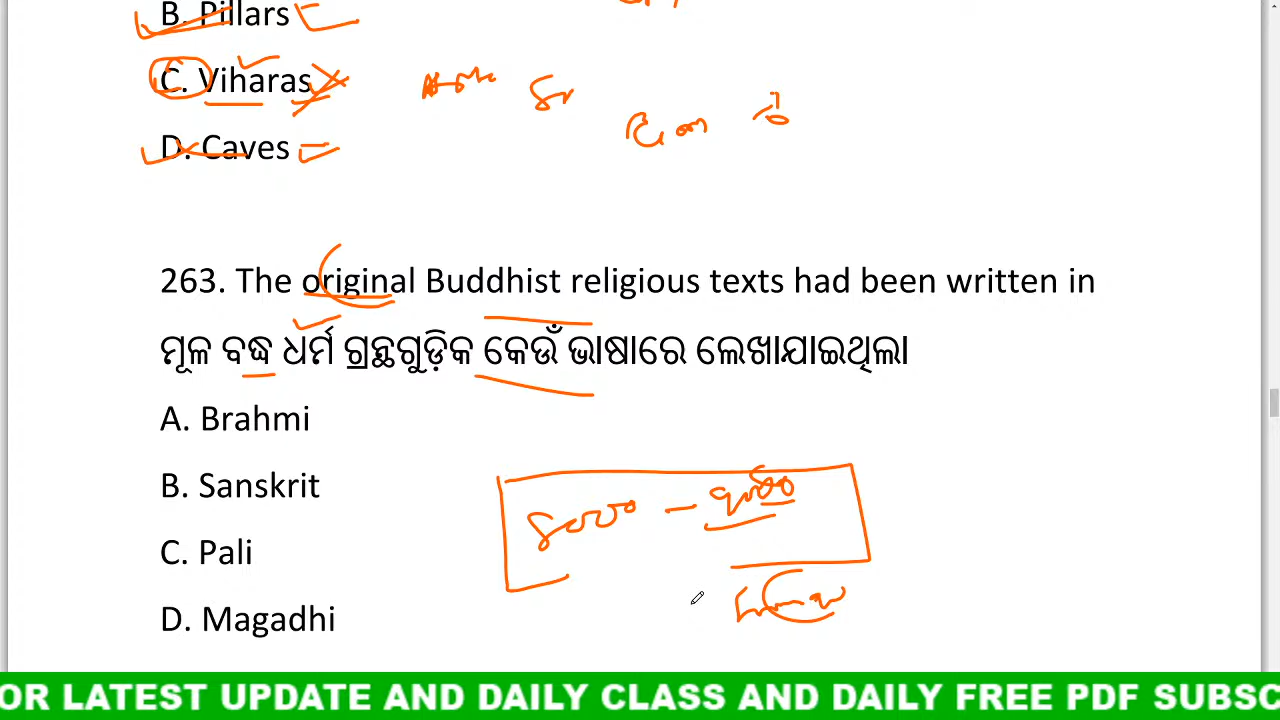 B. Pillars
C. Viharas
D. Caves
263. The original Buddhist religious texts had been written in
ମୂଳ ବଦ୍ଧ ଧର୍ମ ଗ୍ରନ୍ଥଗୁଡ଼ିକ କେଉଁ ଭାଷାରେ ଲେଖାଯାଇଥିଲା
A. Brahmi
B. Sanskrit
C. Pali
D. Magadhi
OR LATEST UPDATE AND DAILY CLASS AND DAILY FREE PDF SUBSC